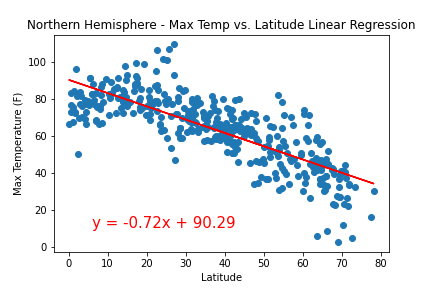 Northern Hemisphere - Max Temp vs. Latitude Linear Regression
Max Temperature (F)
100
80
60
40
20
0
y = -0.72x + 90.29
0 10 20 30 40 50 60 70 80
Latitude